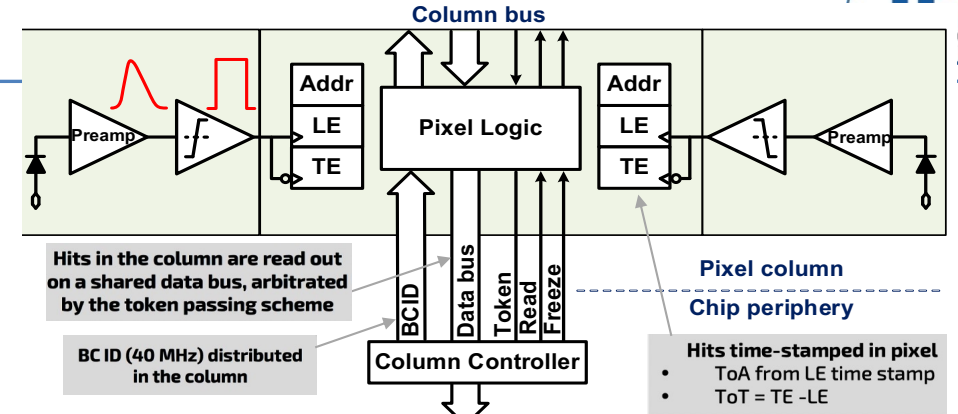 Column bus
Addr
LE
TE
Preamp
Pixel Logic
Addr
LE
TE
Preamp
Hits in the column are read out
on a shared data bus, arbitrated
by the token passing scheme
BCID
Data bus
Token
Read
Freeze
Pixel column
Chip periphery
BC ID (40 MHz) distributed
in the column
Column Controller
Hits time-stamped in pixel
• ToA from LE time stamp
• ToT = TE -LE